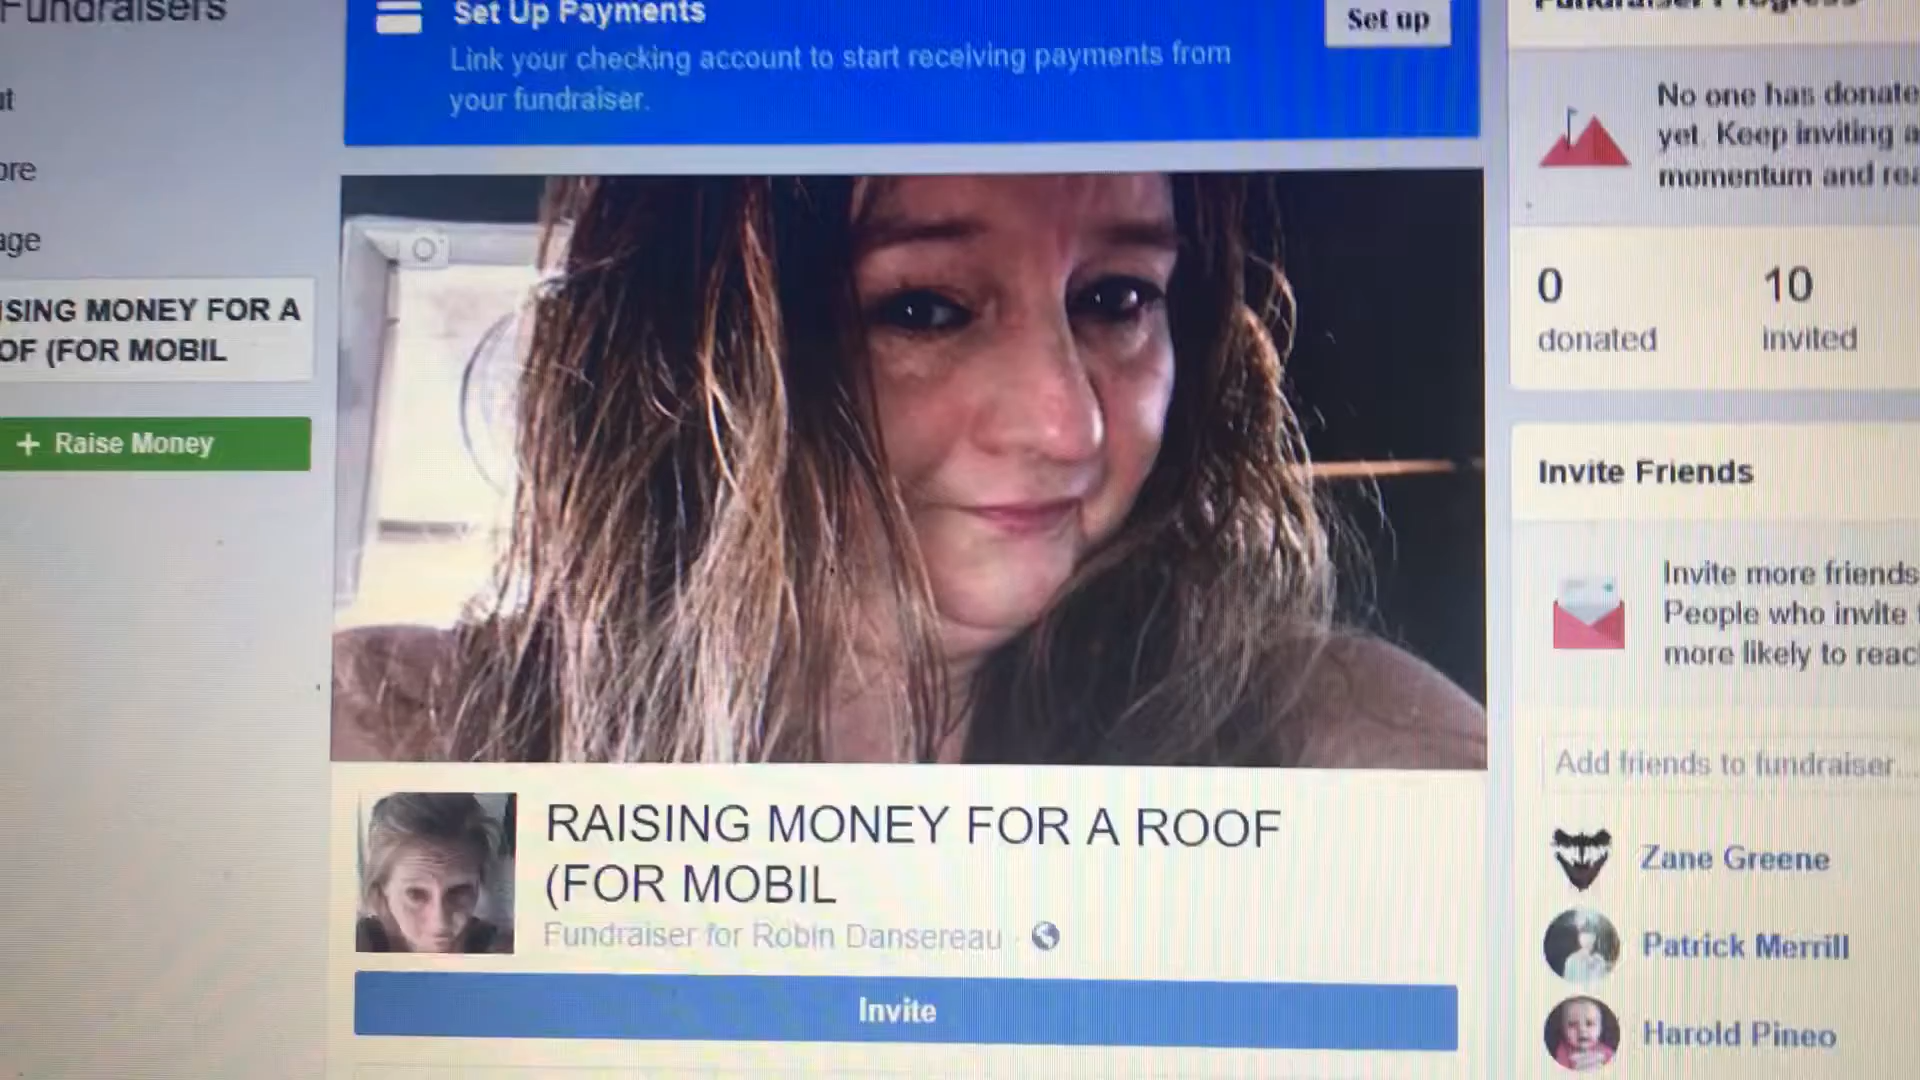 Fundraisers
Set Up Payments
Link your checking account to start receiving payments from
your fundraiser.
Set up
SING MONEY FOR A
OF (FOR MOBIL
+ Raise Money
RAISING MONEY FOR A ROOF
(FOR MOBIL
Fundraiser for Robin Dansereau
Invite
Fundraiser Progress
No one has donate
yet. Keep inviting a
momentum and rea
0
donated
10
invited
Invite Friends
Invite more friends
People who invite
more likely to reac
Add friends to fundraiser...
Zane Greene
Patrick Merrill
Harold Pineo